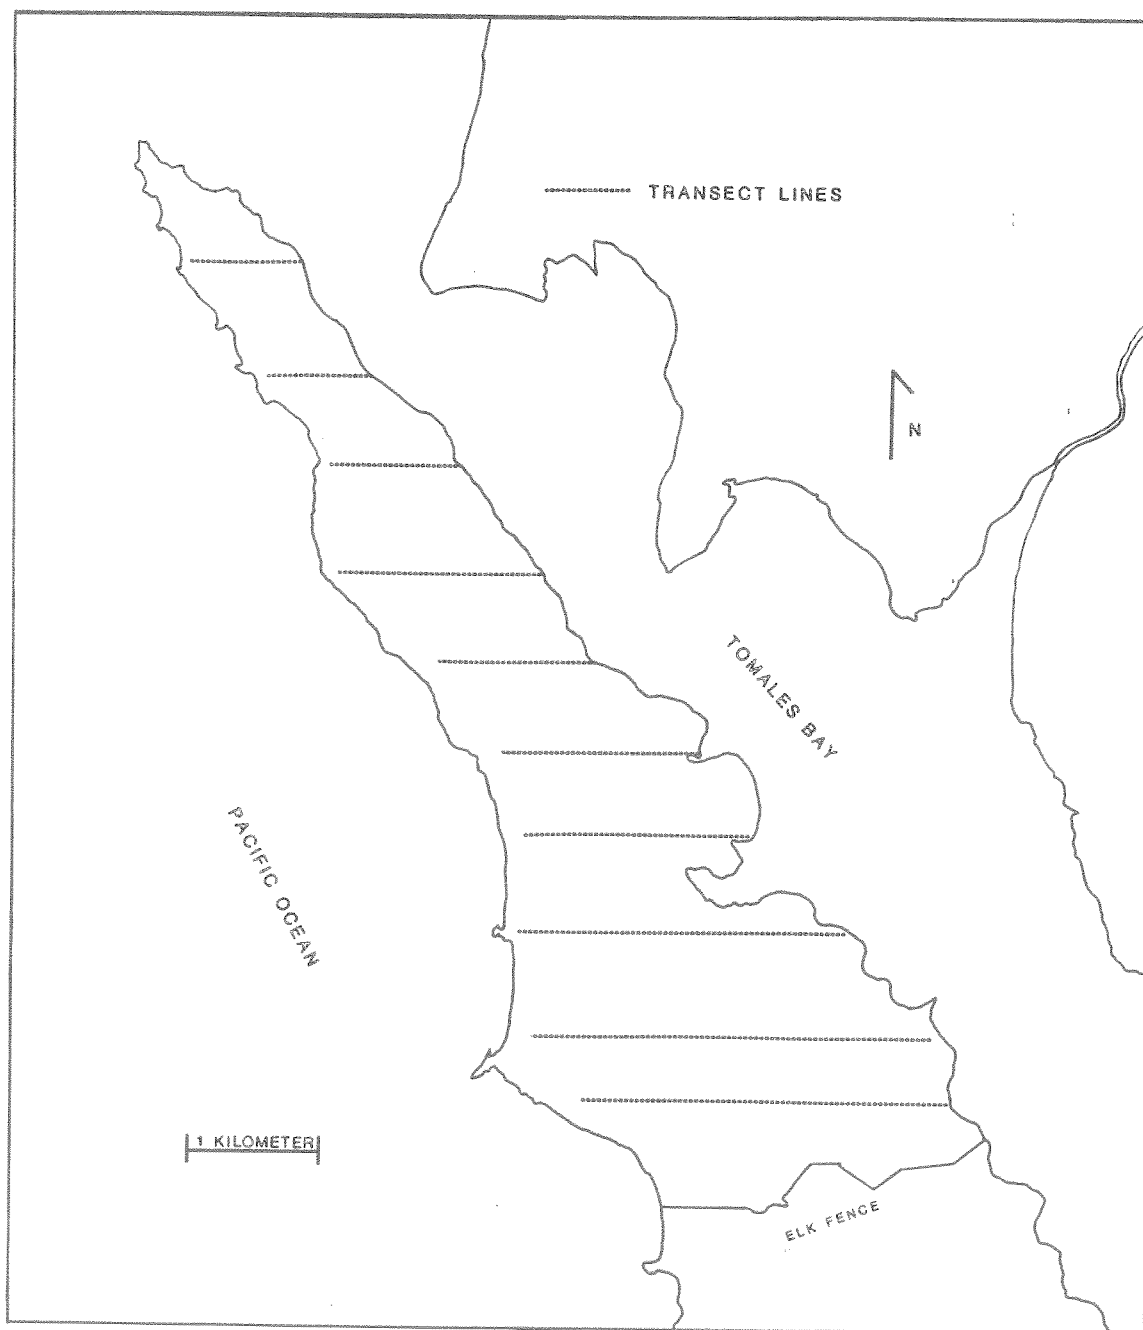 TRANSECT LINES
N
TOMALES BAY
PACIFIC OCEAN
1 KILOMETER
ELK FENCE